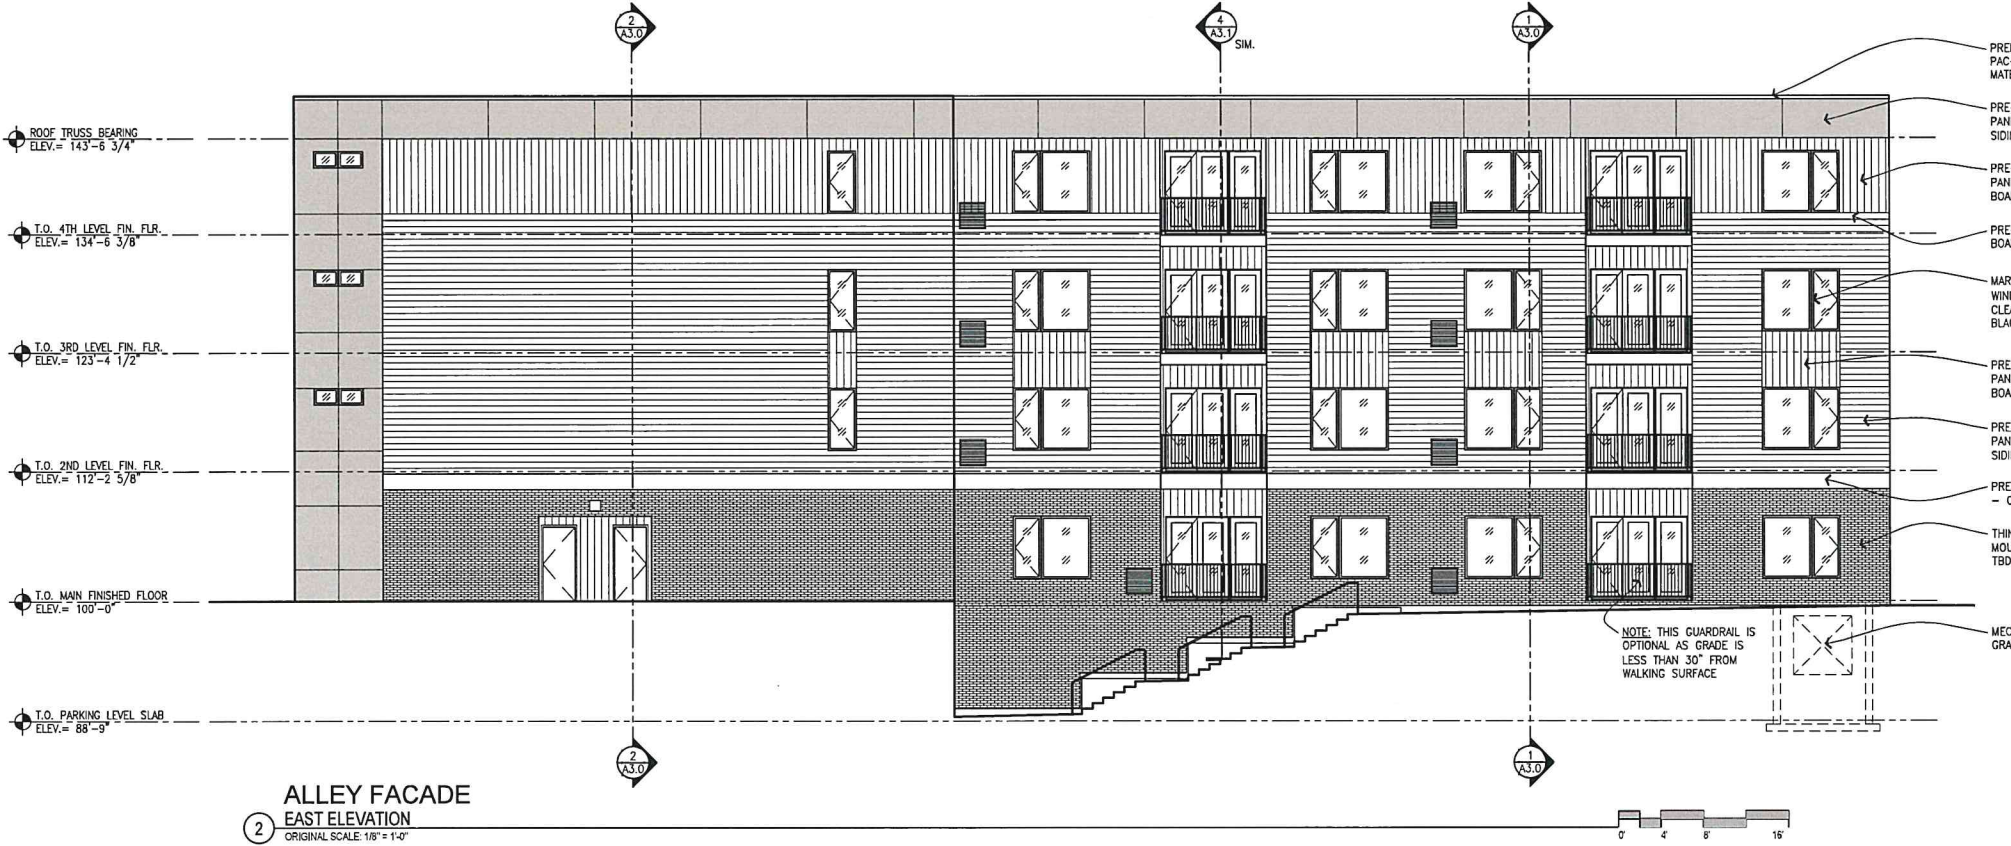 2
A3.0
4
A3.1
SIM.
1
A3.0
ROOF TRUSS BEARING
ELEV.= 143'-6 3/4"
T.O. 4TH LEVEL FIN. FLR.
ELEV.= 134'-6 3/8"
T.O. 3RD LEVEL FIN. FLR.
ELEV.= 123'-4 1/2"
T.O. 2ND LEVEL FIN. FLR.
ELEV.= 112'-2 5/8"
T.O. MAIN FINISHED FLOOR
ELEV.= 100'-0"
T.O. PARKING LEVEL SLAB
ELEV.= 88'-9"
PRE
PAC-
MATE
PRE
PAN
SIDI
PRE
PAN
BOA
PRE
BOA
MAR
WIN
CLEA
BLAC
PRE
PAN
BOA
PRE
PAN
SIDI
PRE
- C
THIN
MOU
TBD
MEC
GRA
NOTE: THIS GUARDRAIL IS
OPTIONAL AS GRADE IS
LESS THAN 30" FROM
WALKING SURFACE
2
A3.0
1
A3.0
ALLEY FACADE
2
EAST ELEVATION
ORIGINAL SCALE: 1/8" = 1'-0"
0' 4' 8' 16'